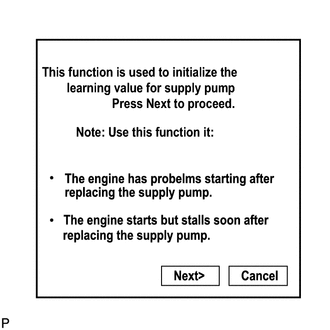 This function is used to initialize the
learning value for supply pump
Press Next to proceed.
Note: Use this function it:
• The engine has probelms starting after
replacing the supply pump.
• The engine starts but stalls soon after
replacing the supply pump.
Next> Cancel
P